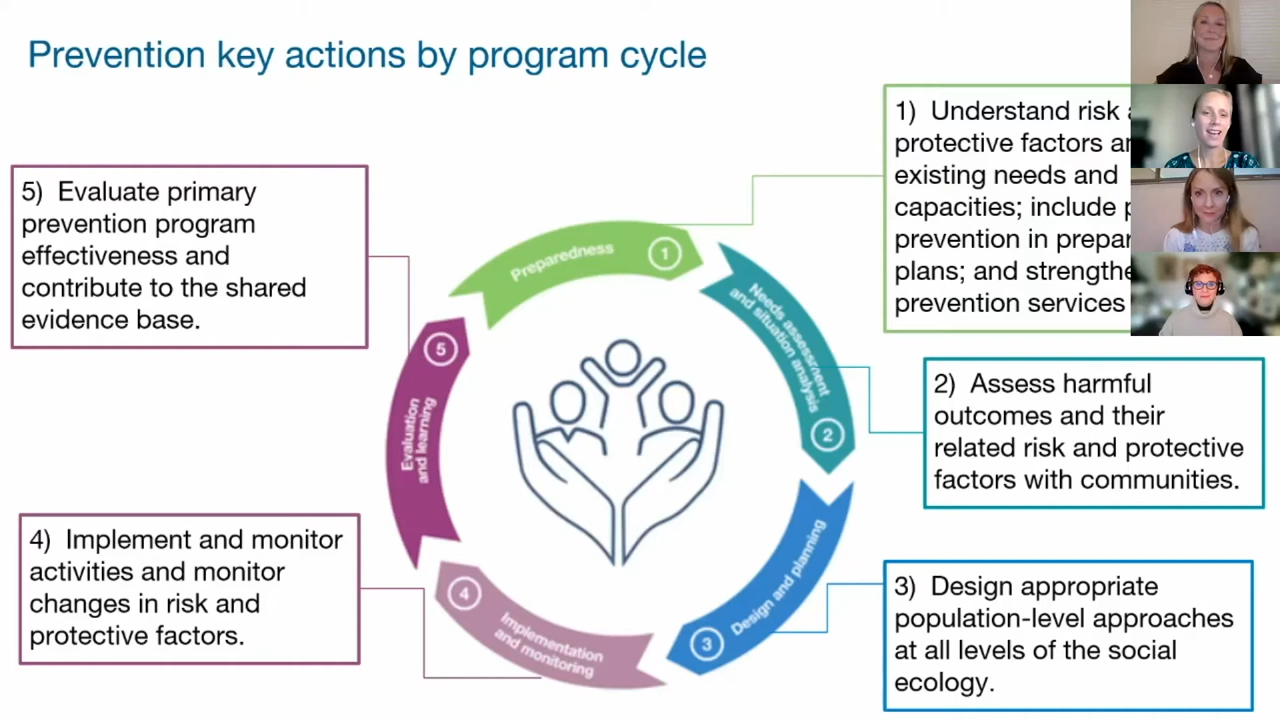 Prevention key actions by program cycle
1) Understand risk
protective factors
existing needs and
capacities; include
prevention in
plans; and
prevention services
5) Evaluate primary
prevention program
effectiveness and
contribute to the shared
evidence base.
Preparedness
1
Needs assessment
and situation analysis
2
2) Assess harmful
outcomes and their
related risk and protective
factors with communities.
5
Evaluation
and learning
4) Implement and monitor
activities and monitor
changes in risk and
protective factors.
4
Implementation
and monitoring
Design and planning
3
3) Design appropriate
population-level approaches
at all levels of the social
ecology.